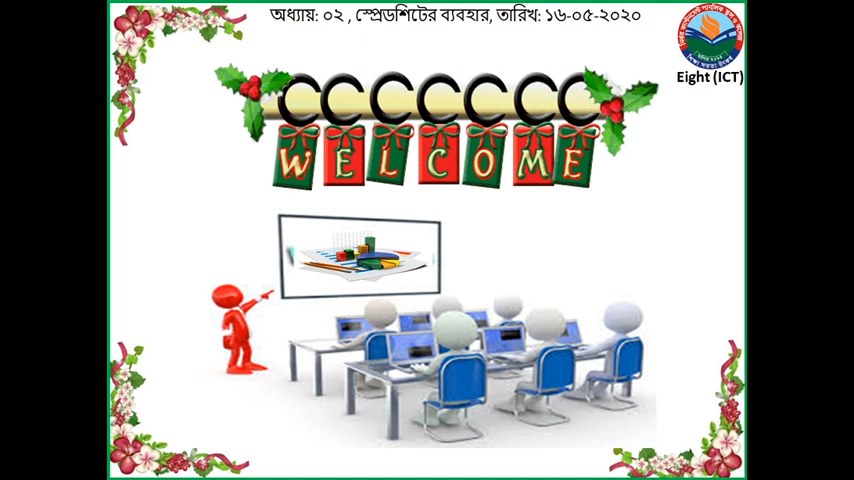 অধ্যায়: ০২ , স্প্রেডশিটের ব্যবহার, তারিখ: ১৬-০৫-২০২০
Eight (ICT)
WELCOME